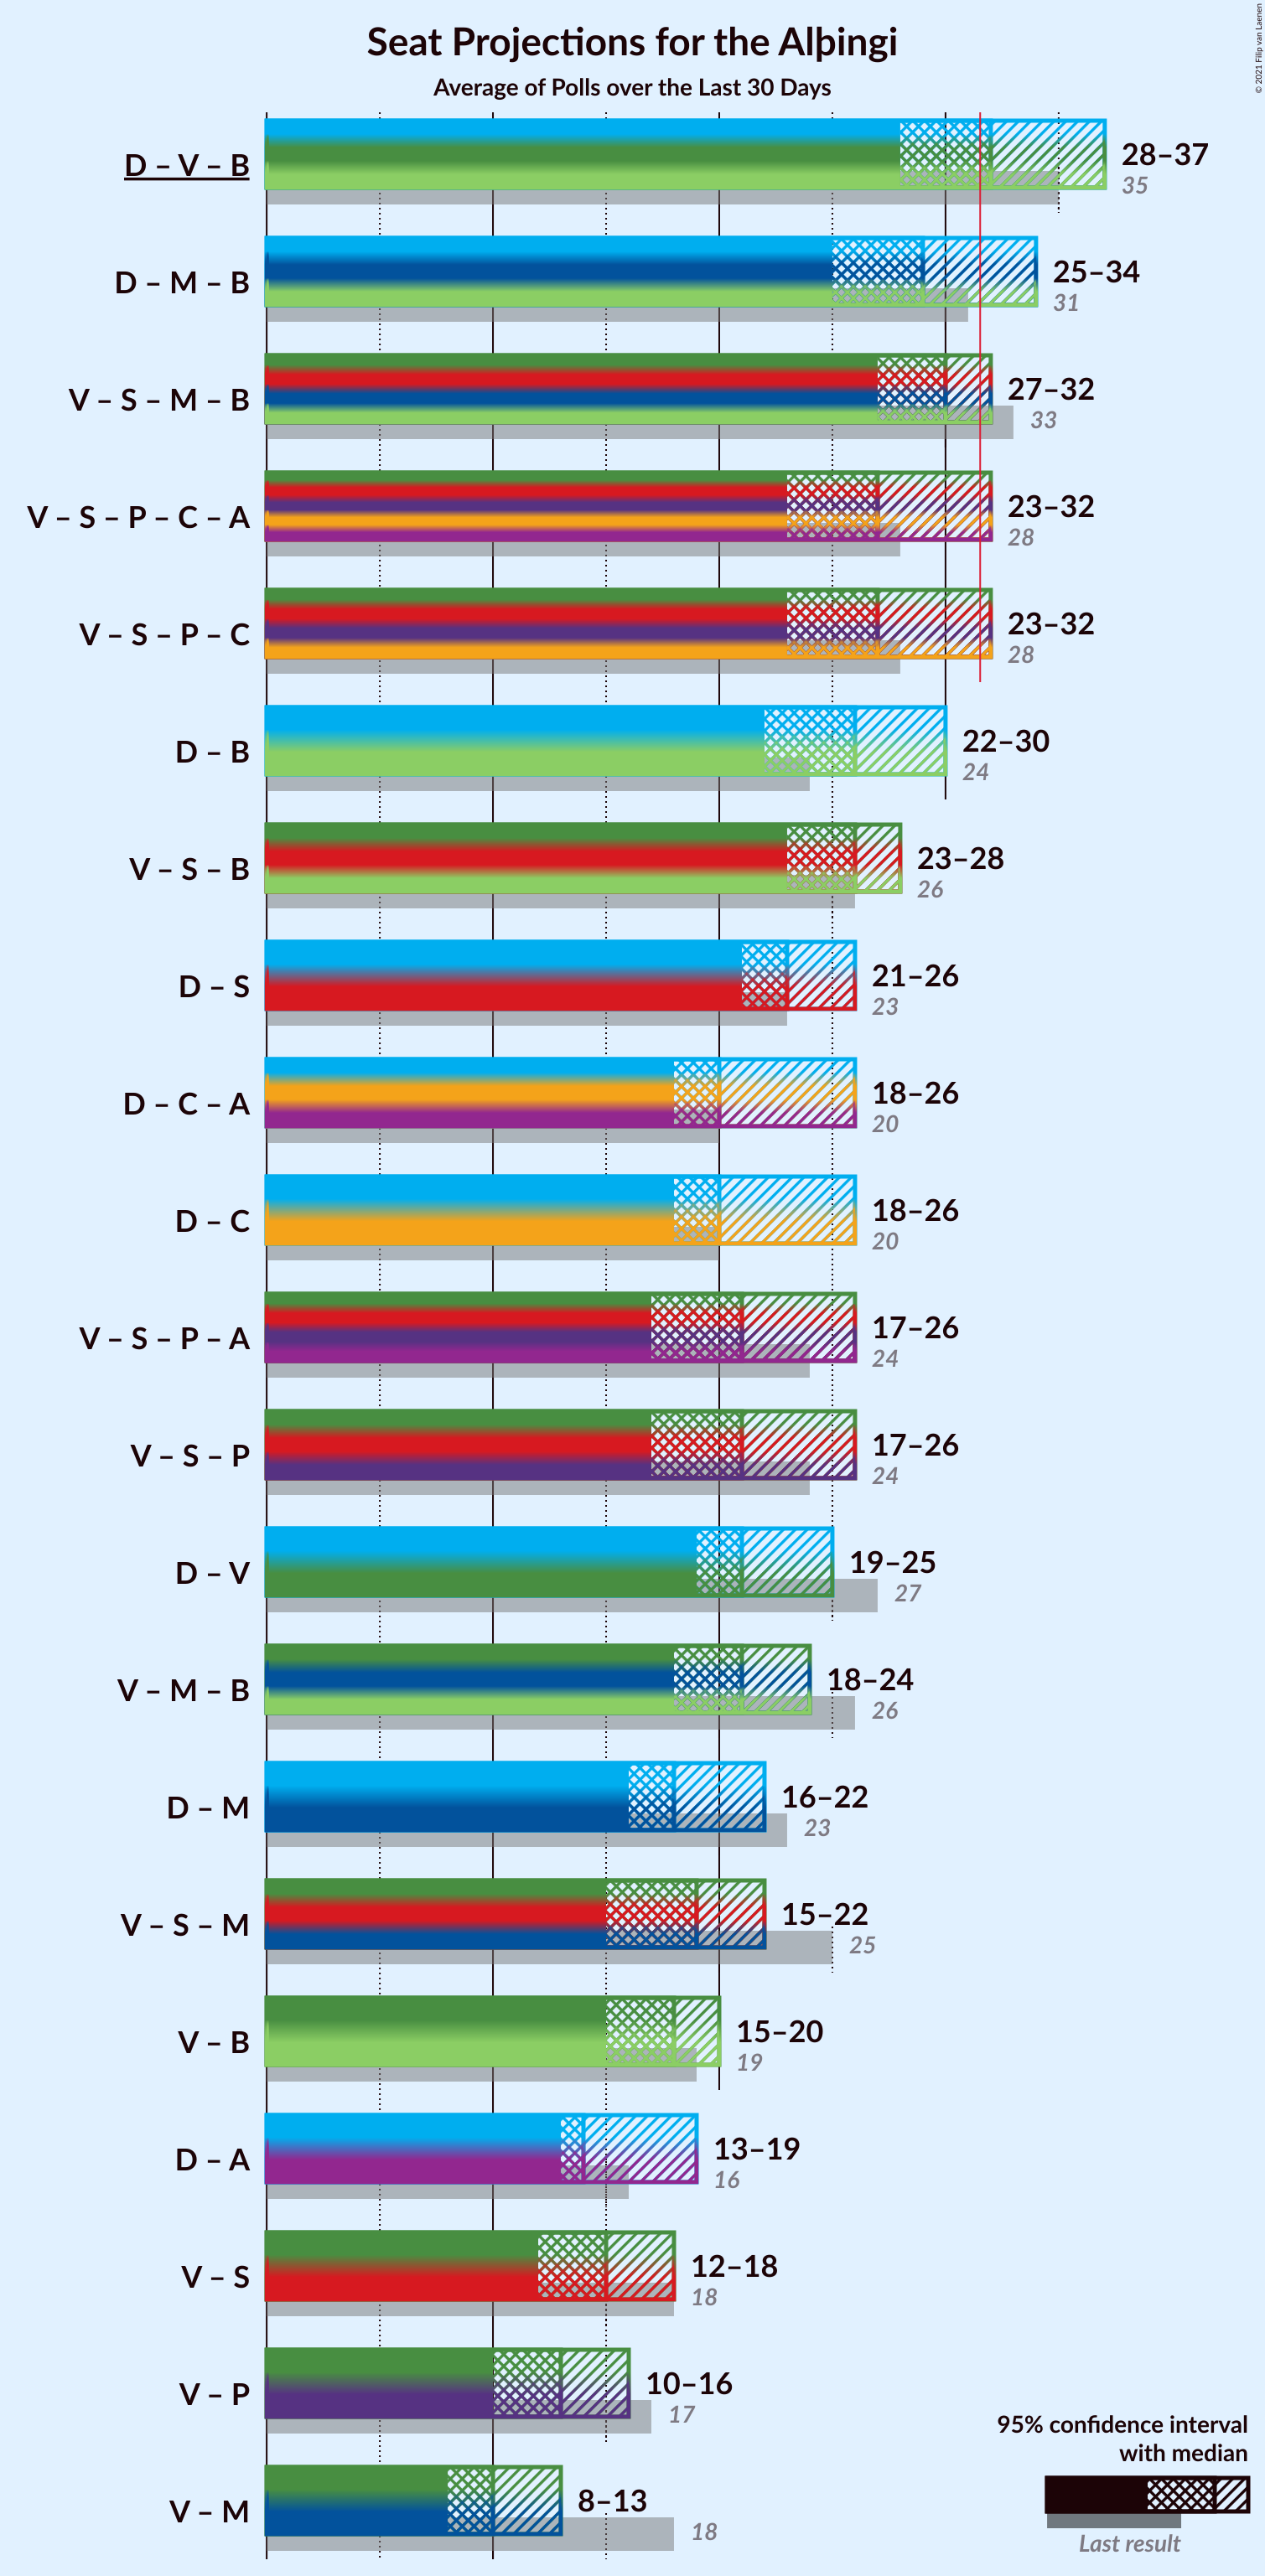 Seat Projections for the Alþingi
Average of Polls over the Last 30 Days
© 2021 Filip van Laenen
D – V – B
28–37
35
D – M – B
25–34
31
V – S – M – B
27–32
33
V – S – P – C – A
23–32
28
V – S – P – C
23–32
28
D – B
22–30
24
V – S – B
23–28
26
D – S
21–26
23
D – C – A
18–26
20
D – C
18–26
20
V – S – P – A
17–26
24
V – S – P
17–26
24
D – V
19–25
27
V – M – B
18–24
26
D – M
16–22
23
V – S – M
15–22
25
V – B
15–20
19
D – A
13–19
16
V – S
12–18
18
V – P
10–16
17
V – M
8–13
18
95% confidence interval
with median
Last result